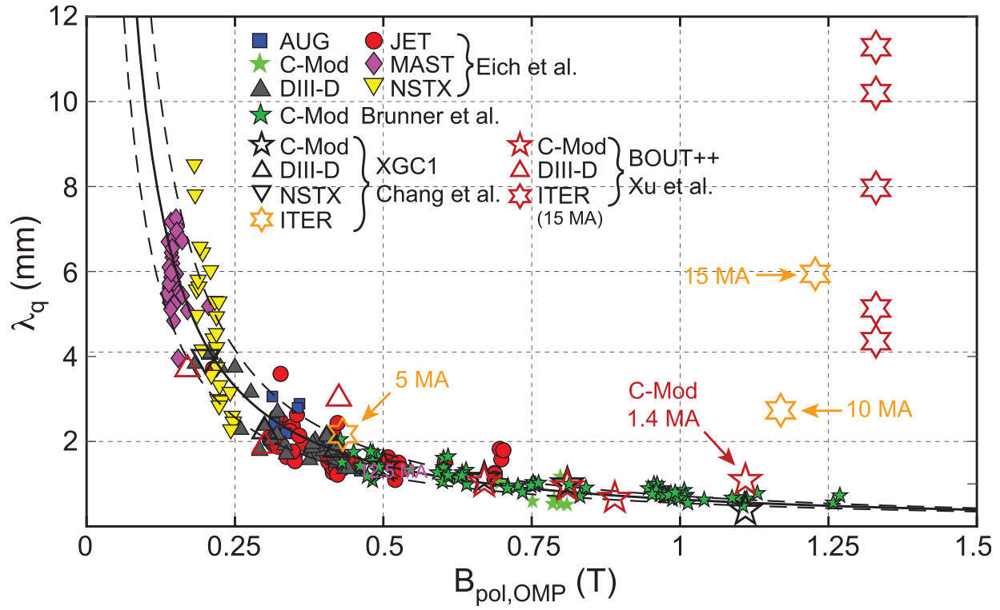 12
10
8
6
4
2
λq (mm)
AUG
JET
C-Mod
MAST
Eich et al.
DIII-D
NSTX
C-Mod Brunner et al.
C-Mod
DIII-D
NSTX
ITER
XGC1
Chang et al.
C-Mod
DIII-D
ITER
(15 MA)
BOUT++
Xu et al.
15 MA
5 MA
C-Mod
1.4 MA
10 MA
0
0.25
0.5
0.75
1
1.25
1.5
Bpol,OMP (T)